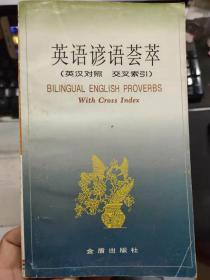 英语谚语荟萃
(英汉对照 交叉索引)
BILINGUAL ENGLISH PROVERBS
With Cross Index
金盾出版社